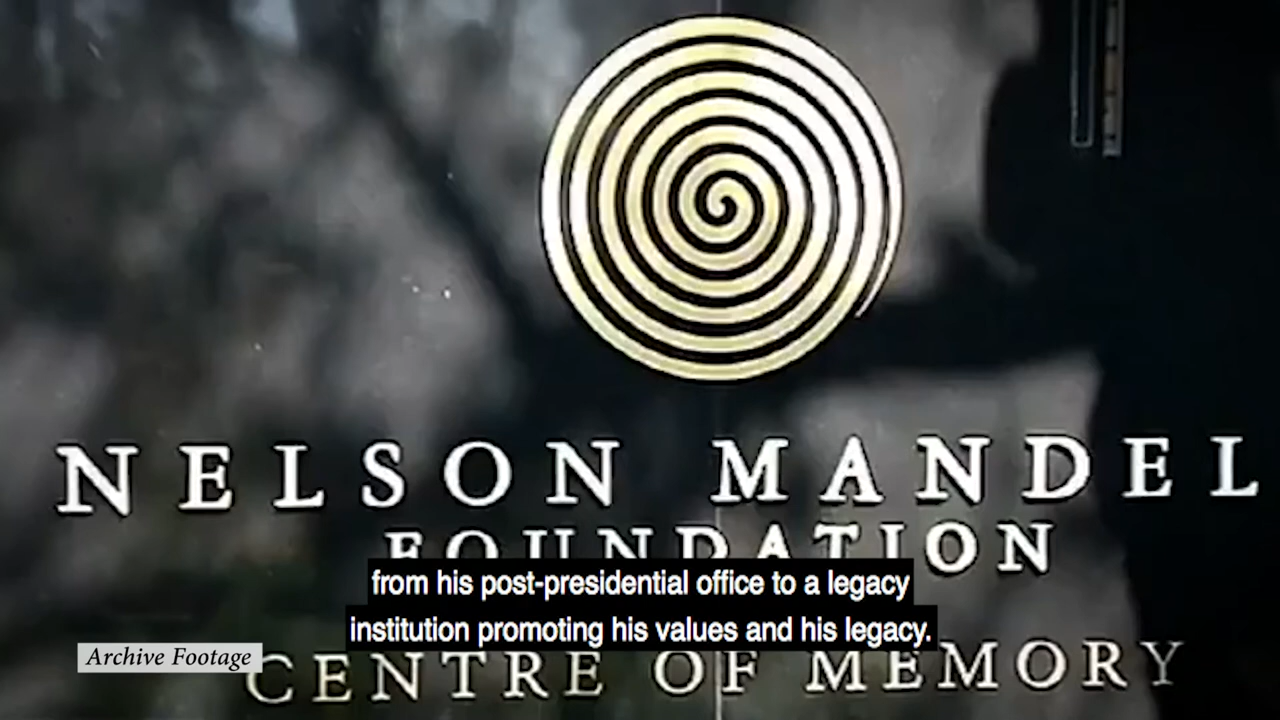 NELSON MANDEL
FOUNDATION
from his post-presidential office to a legacy
institution promoting his values and his legacy.
Archive Footage
CENTRE OF MEMORY